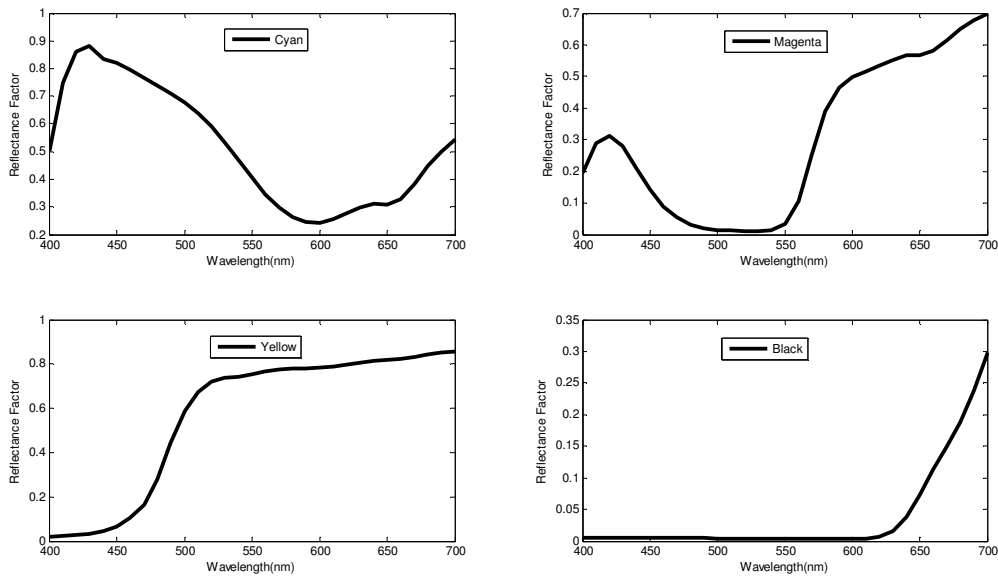 1
0.9
0.8
0.7
0.6
0.5
0.4
0.3
0.2
Reflectance Factor
Cyan
400 450 500 550 600 650 700
Wavelength(nm)
0.7
0.6
0.5
0.4
0.3
0.2
0.1
0
Reflectance Factor
Magenta
400 450 500 550 600 650 700
Wavelength(nm)
1
0.8
0.6
0.4
0.2
0
Reflectance Factor
Yellow
400 450 500 550 600 650 700
Wavelength(nm)
0.35
0.3
0.25
0.2
0.15
0.1
0.05
0
Reflectance Factor
Black
400 450 500 550 600 650 700
Wavelength(nm)